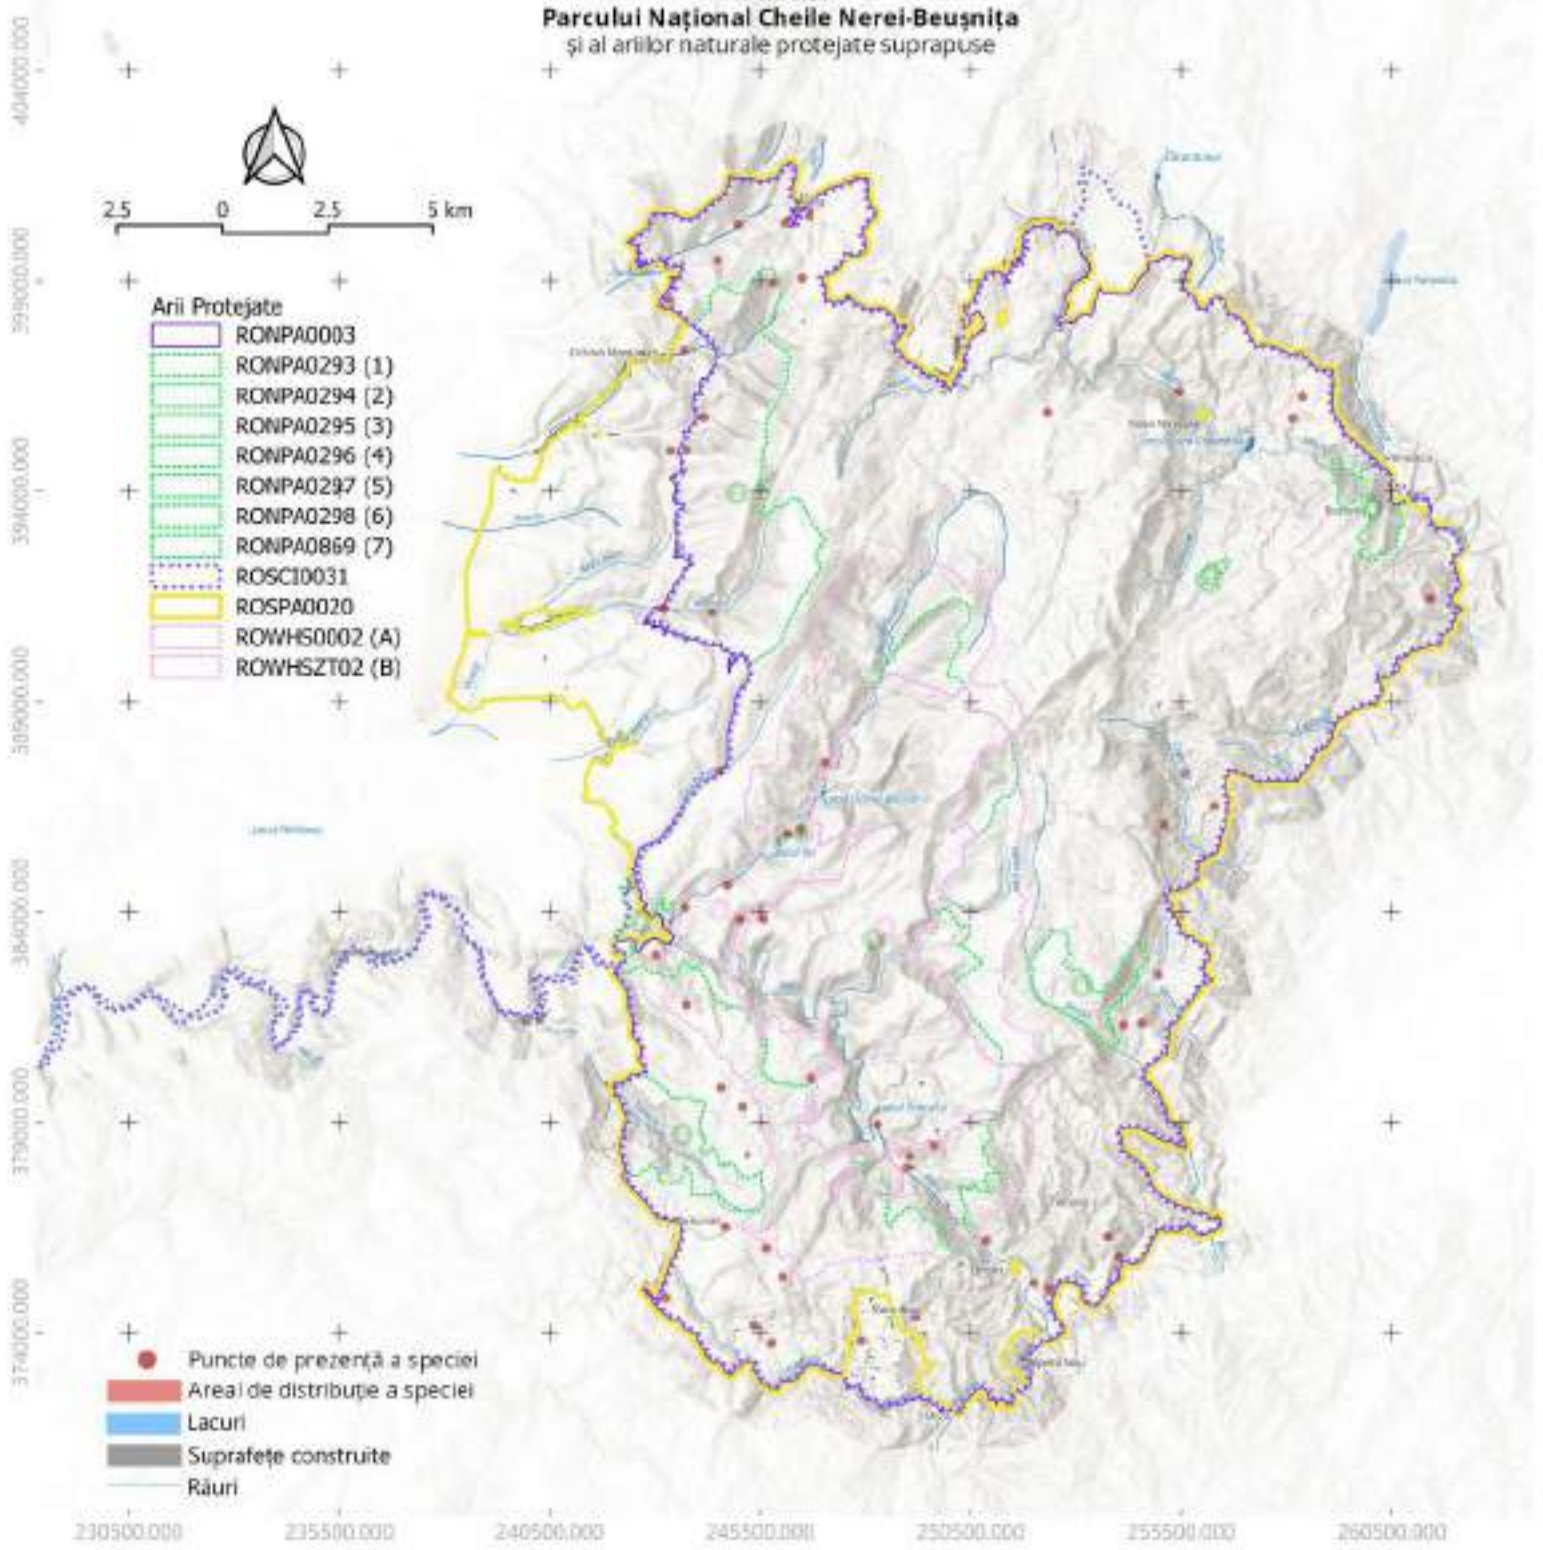 Parcului Național Cheile Nerei-Beușnița
și al ariilor naturale protejate suprapuse
404000.000
399000.000
394000.000
389000.000
384000.000
379000.000
374000.000
2.5 0 2.5 5 km
Arii Protejate
RONPA0003
RONPA0293 (1)
RONPA0294 (2)
RONPA0295 (3)
RONPA0296 (4)
RONPA0297 (5)
RONPA0298 (6)
RONPA0869 (7)
ROSCI0031
ROSPA0020
ROWHS0002 (A)
ROWHSZT02 (B)
Puncte de prezență a speciei
Areal de distribuție a speciei
Lacuri
Suprafețe construite
Râuri
230500.000 235500.000 240500.000 245500.000 250500.000 255500.000 260500.000